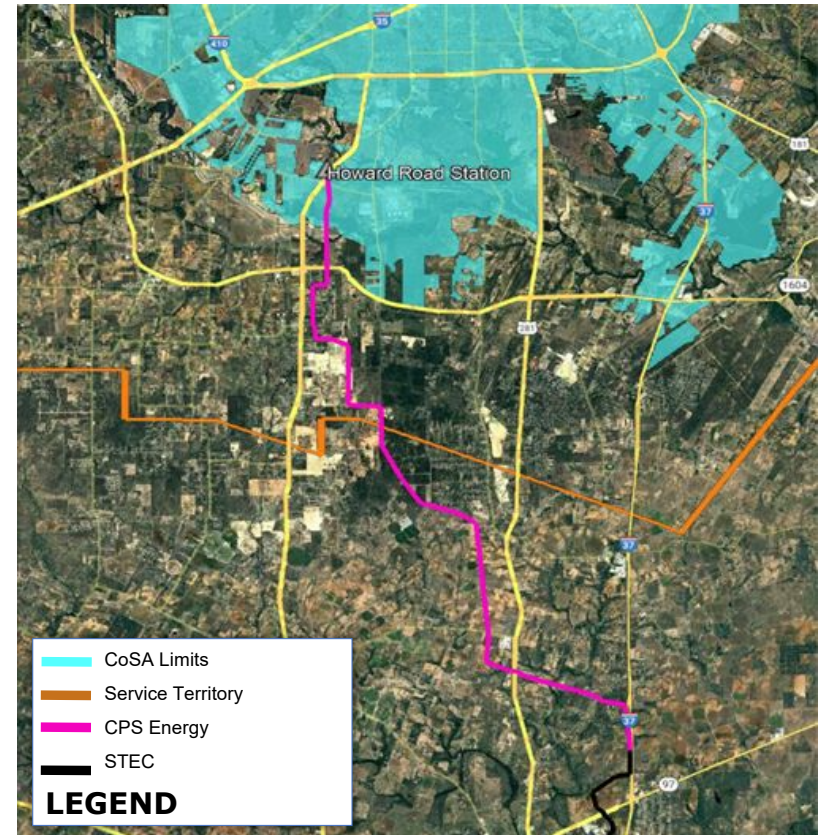 35
410
181
Howard Road Station
37
1604
281
37
37
97
CoSA Limits
Service Territory
CPS Energy
STEC
LEGEND